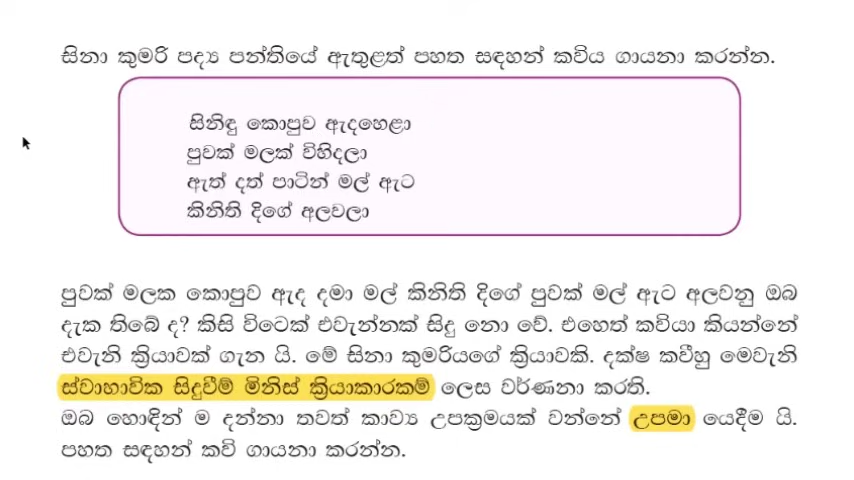 සිනා කුමරි පද්‍ය පන්තියේ ඇතුළත් පහත සඳහන් කවිය ගායනා කරන්න.
සිනිඳු කොපුව ඇදහෙළා
පුවක් මලක් විහිදලා
ඇත් දත් පාටින් මල් ඇට
කිනිති දිගේ අලවලා
පුවක් මලක කොපුව ඇද දමා මල් කිනිති දිගේ පුවක් මල් ඇට අලවනු ඔබ
දැක තිබේ ද? කිසි විටෙක් එවැන්නක් සිදු නො වේ. එහෙත් කවියා කියන්නේ
එවැනි ක්‍රියාවක් ගැන යි. මේ සිනා කුමරියගේ ක්‍රියාවකි. දක්ෂ කවීහු මෙවැනි
ස්වාභාවික සිදුවීම් මිනිස් ක්‍රියාකාරකම් ලෙස වර්ණනා කරති.
ඔබ හොඳින් ම දන්නා තවත් කාව්‍ය උපක්‍රමයක් වන්නේ උපමා යෙදීම යි.
පහත සඳහන් කවි ගායනා කරන්න.